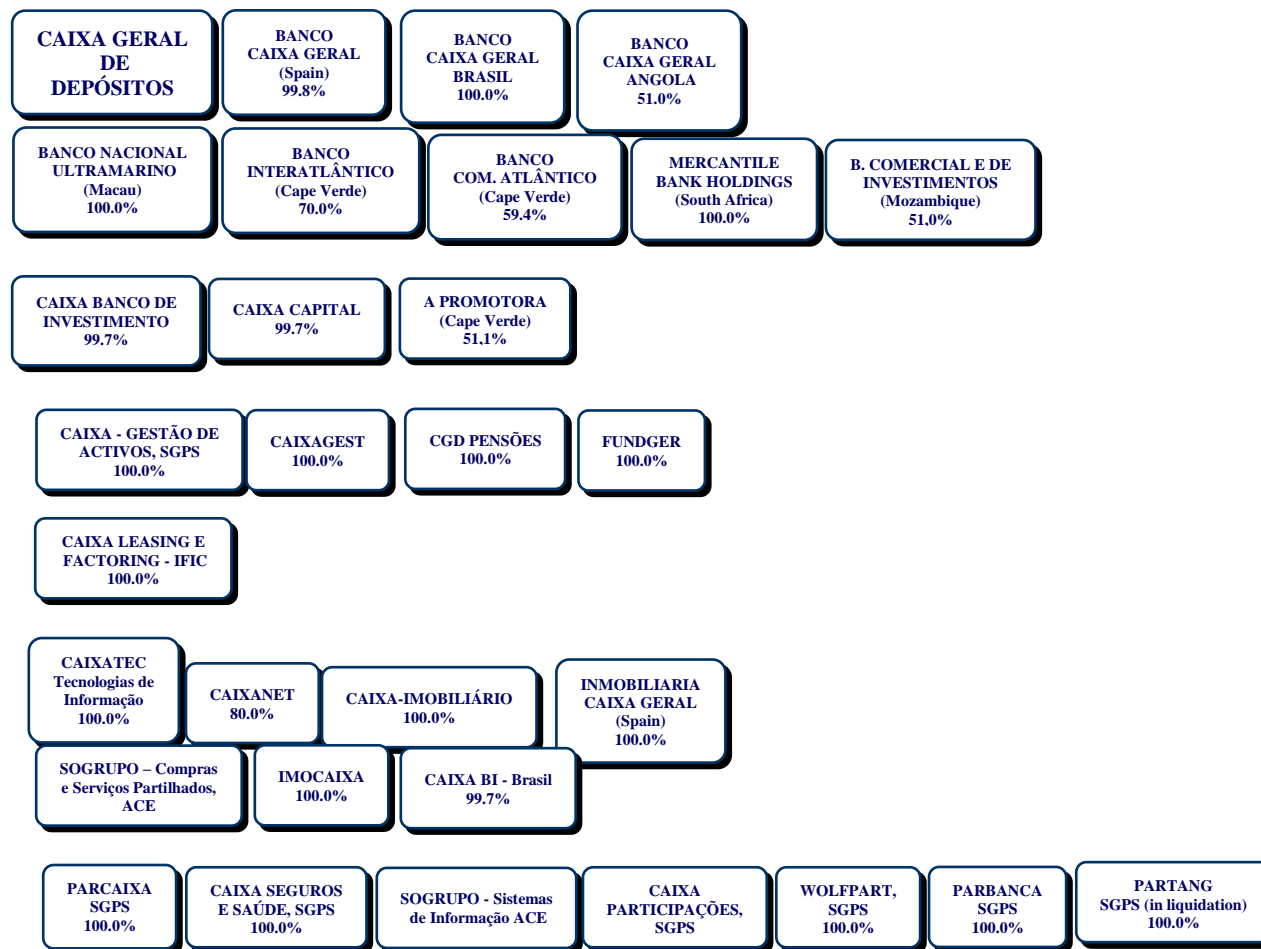 CAIXA GERAL
DE
DEPÓSITOS
BANCO
CAIXA GERAL
(Spain)
99.8%
BANCO
CAIXA GERAL
BRASIL
100.0%
BANCO
CAIXA GERAL
ANGOLA
51.0%
BANCO NACIONAL
ULTRAMARINO
(Macau)
100.0%
BANCO
INTERATLÂNTICO
(Cape Verde)
70.0%
BANCO
COM. ATLÂNTICO
(Cape Verde)
59.4%
MERCANTILE
BANK HOLDINGS
(South Africa)
100.0%
B. COMERCIAL E DE
INVESTIMENTOS
(Mozambique)
51,0%
CAIXA BANCO DE
INVESTIMENTO
99.7%
CAIXA CAPITAL
99.7%
A PROMOTORA
(Cape Verde)
51,1%
CAIXA - GESTÃO DE
ACTIVOS, SGPS
100.0%
CAIXAGEST
100.0%
CGD PENSÕES
100.0%
FUNDGER
100.0%
CAIXA LEASING E
FACTORING - IFIC
100.0%
CAIXATEC
Tecnologias de
Informação
100.0%
CAIXANET
80.0%
CAIXA-IMOBILIÁRIO
100.0%
INMOBILIARIA
CAIXA GERAL
(Spain)
100.0%
SOGRUPO – Compras
e Serviços Partilhados,
ACE
IMOCAIXA
100.0%
CAIXA BI - Brasil
99.7%
PARCAIXA
SGPS
100.0%
CAIXA SEGUROS
E SAÚDE, SGPS
100.0%
SOGRUPO - Sistemas
de Informação ACE
CAIXA
PARTICIPAÇÕES,
SGPS
WOLFPART,
SGPS
100.0%
PARBANCA
SGPS
100.0%
PARTANG
SGPS (in liquidation)
100.0%